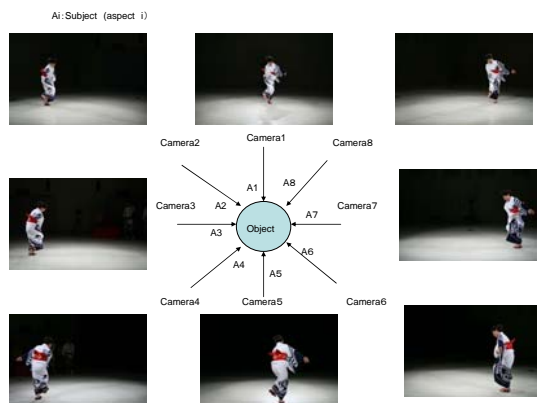 Ai:Subject (aspect i)
Camera2
Camera1
Camera8
A1
A8
Camera3
A2
Camera7
A7
A3
Object
A6
A4
A5
Camera4
Camera5
Camera6